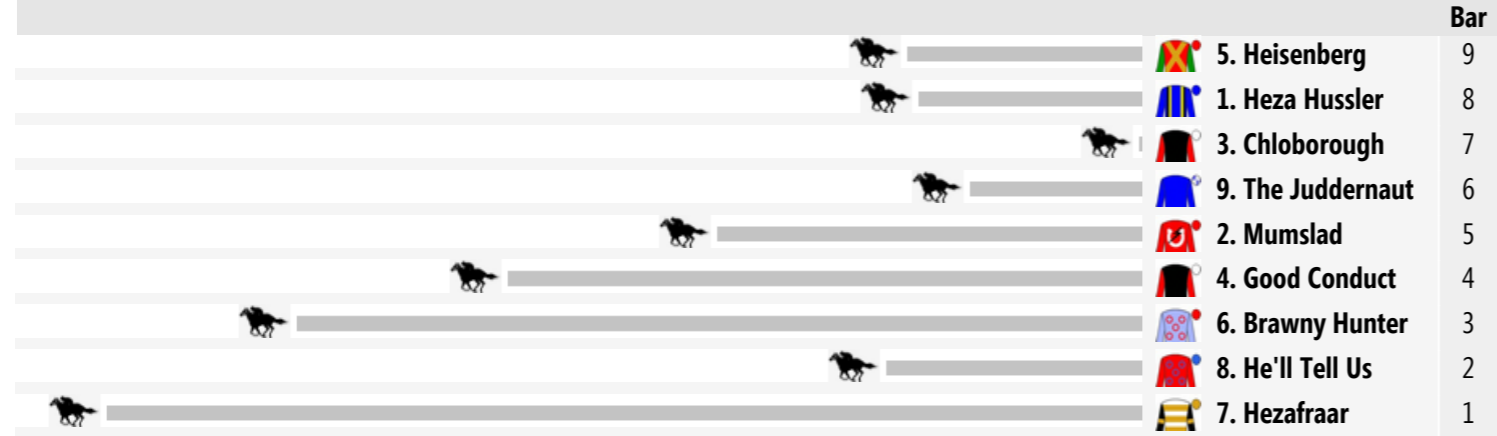 Bar
5. Heisenberg 9
1. Heza Hussler 8
3. Chloborough 7
9. The Juddernaut 6
2. Mumslad 5
4. Good Conduct 4
6. Brawny Hunter 3
8. He'll Tell Us 2
7. Hezafraar 1